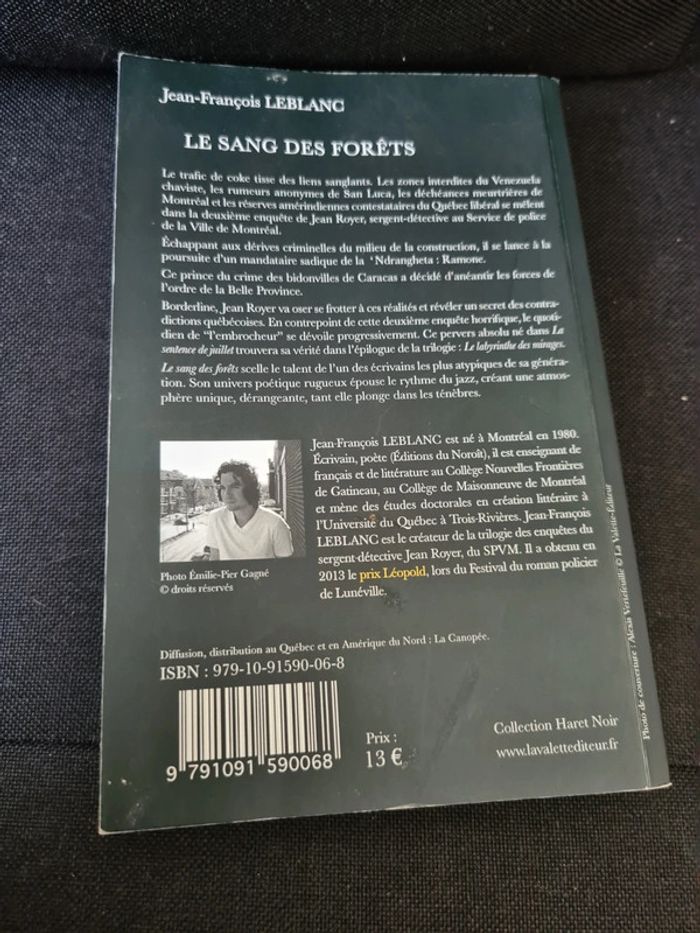 Jean-François LEBLANC
LE SANG DES FORÊTS
Le trafic de coke tisse des liens sanglants. Les zones interdites du Venezuela
chaviste, les rumeurs anonymes de San Luca, les déchéances meurtrières de
Montréal et les réserves amérindiennes contestataires du Québec libéral se mêlent
dans la deuxième enquête de Jean Royer, sergent-détective au Service de police
de la Ville de Montréal.
Échappant aux dérives criminelles du milieu de la construction, il se lance à la
poursuite d'un mandataire sadique de la ‘Ndrangheta : Ramone.
Ce prince du crime des bidonvilles de Caracas a décidé d'anéantir les forces de
l'ordre de la Belle Province.
Borderline, Jean Royer va oser se frotter à ces réalités et révéler un secret des contra-
dictions québécoises. En contrepoint de cette deuxième enquête horrifique, le quoti-
dien de “l'embrocheur” se dévoile progressivement. Ce pervers absolu né dans La
sentence de juillet trouvera sa vérité dans l'épilogue de la trilogie : Le labyrinthe des mirages.
Le sang des forêts scelle le talent de l'un des écrivains les plus atypiques de sa généra-
tion. Son univers poétique rugueux épouse le rythme du jazz, créant une atmos-
phère unique, dérangeante, tant elle plonge dans les ténèbres.
Jean-François LEBLANC est né à Montréal en 1980.
Écrivain, poète (Éditions du Noroît), il est enseignant de
français et de littérature au Collège Nouvelles Frontières
de Gatineau, au Collège de Maisonneuve de Montréal
et mène des études doctorales en création littéraire à
l'Université du Québec à Trois-Rivières. Jean-François
LEBLANC est le créateur de la trilogie des enquêtes du
sergent-détective Jean Royer, du SPVM. Il a obtenu en
2013 le prix Léopold, lors du Festival du roman policier
de Lunéville.
Photo Émilie-Pier Gagné
© droits réservés
Diffusion, distribution au Québec et en Amérique du Nord : La Canopée.
ISBN : 979-10-91590-06-8
9 791091 590068
Prix :
13 €
Collection Haret Noir
www.lavalettediteur.fr
Photo de couverture : Alexis Vertefeuille © La Valette-Éditeur